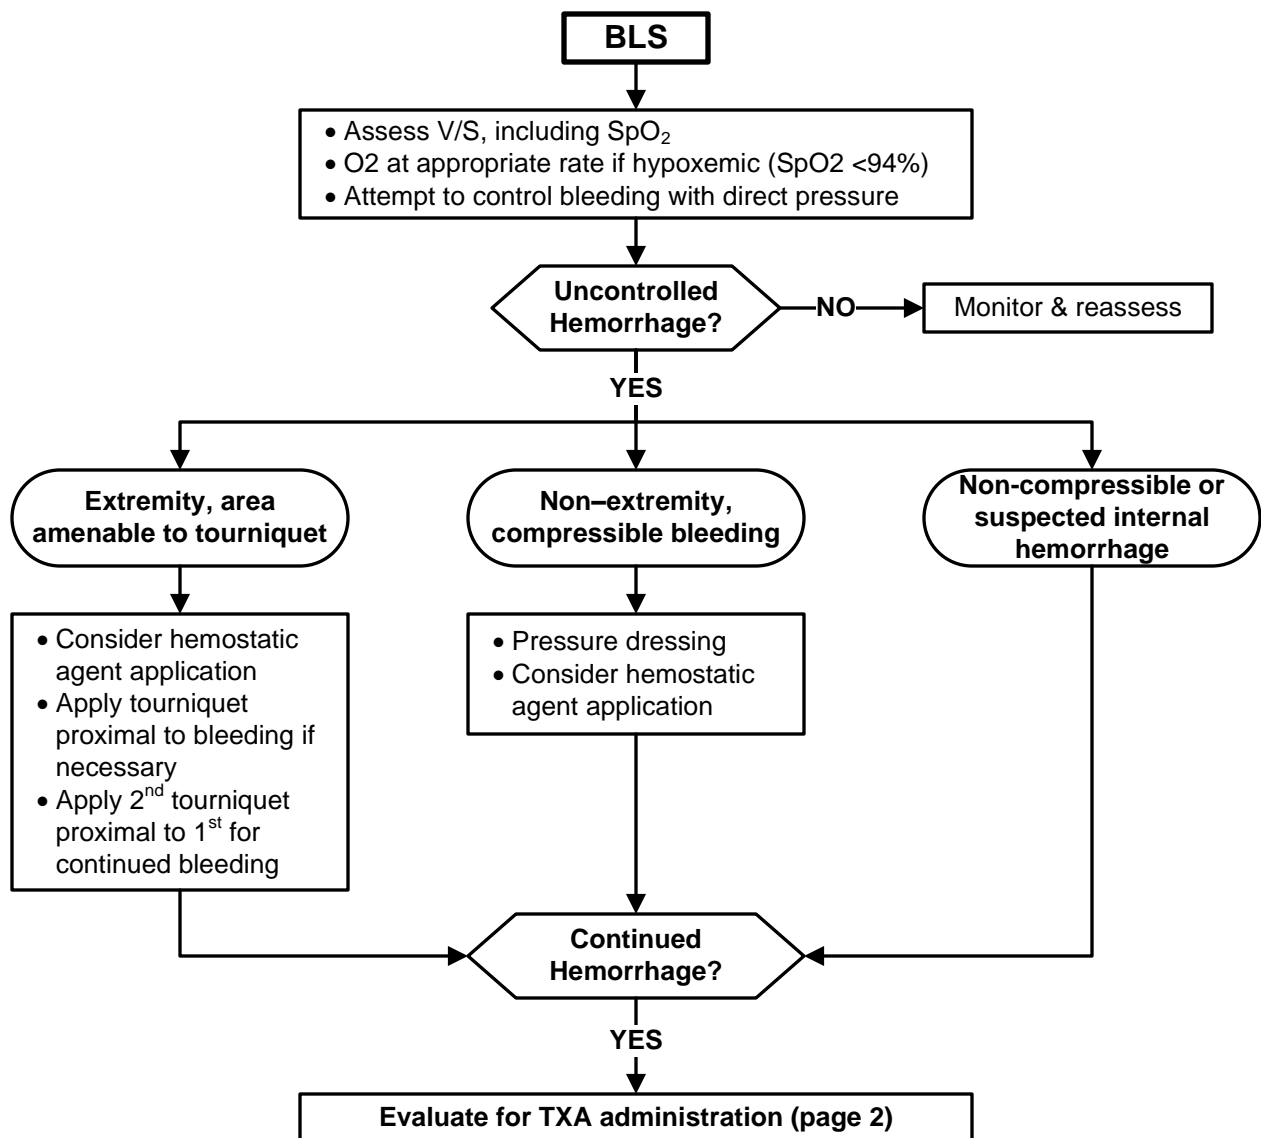 BLS
• Assess V/S, including SpO₂
• O2 at appropriate rate if hypoxemic (SpO2 <94%)
• Attempt to control bleeding with direct pressure
Uncontrolled
Hemorrhage?
NO
Monitor & reassess
YES
Extremity, area
amenable to tourniquet
Non–extremity,
compressible bleeding
Non-compressible or
suspected internal
hemorrhage
• Consider hemostatic
agent application
• Apply tourniquet
proximal to bleeding if
necessary
• Apply 2nd tourniquet
proximal to 1st for
continued bleeding
• Pressure dressing
• Consider hemostatic
agent application
Continued
Hemorrhage?
YES
Evaluate for TXA administration (page 2)